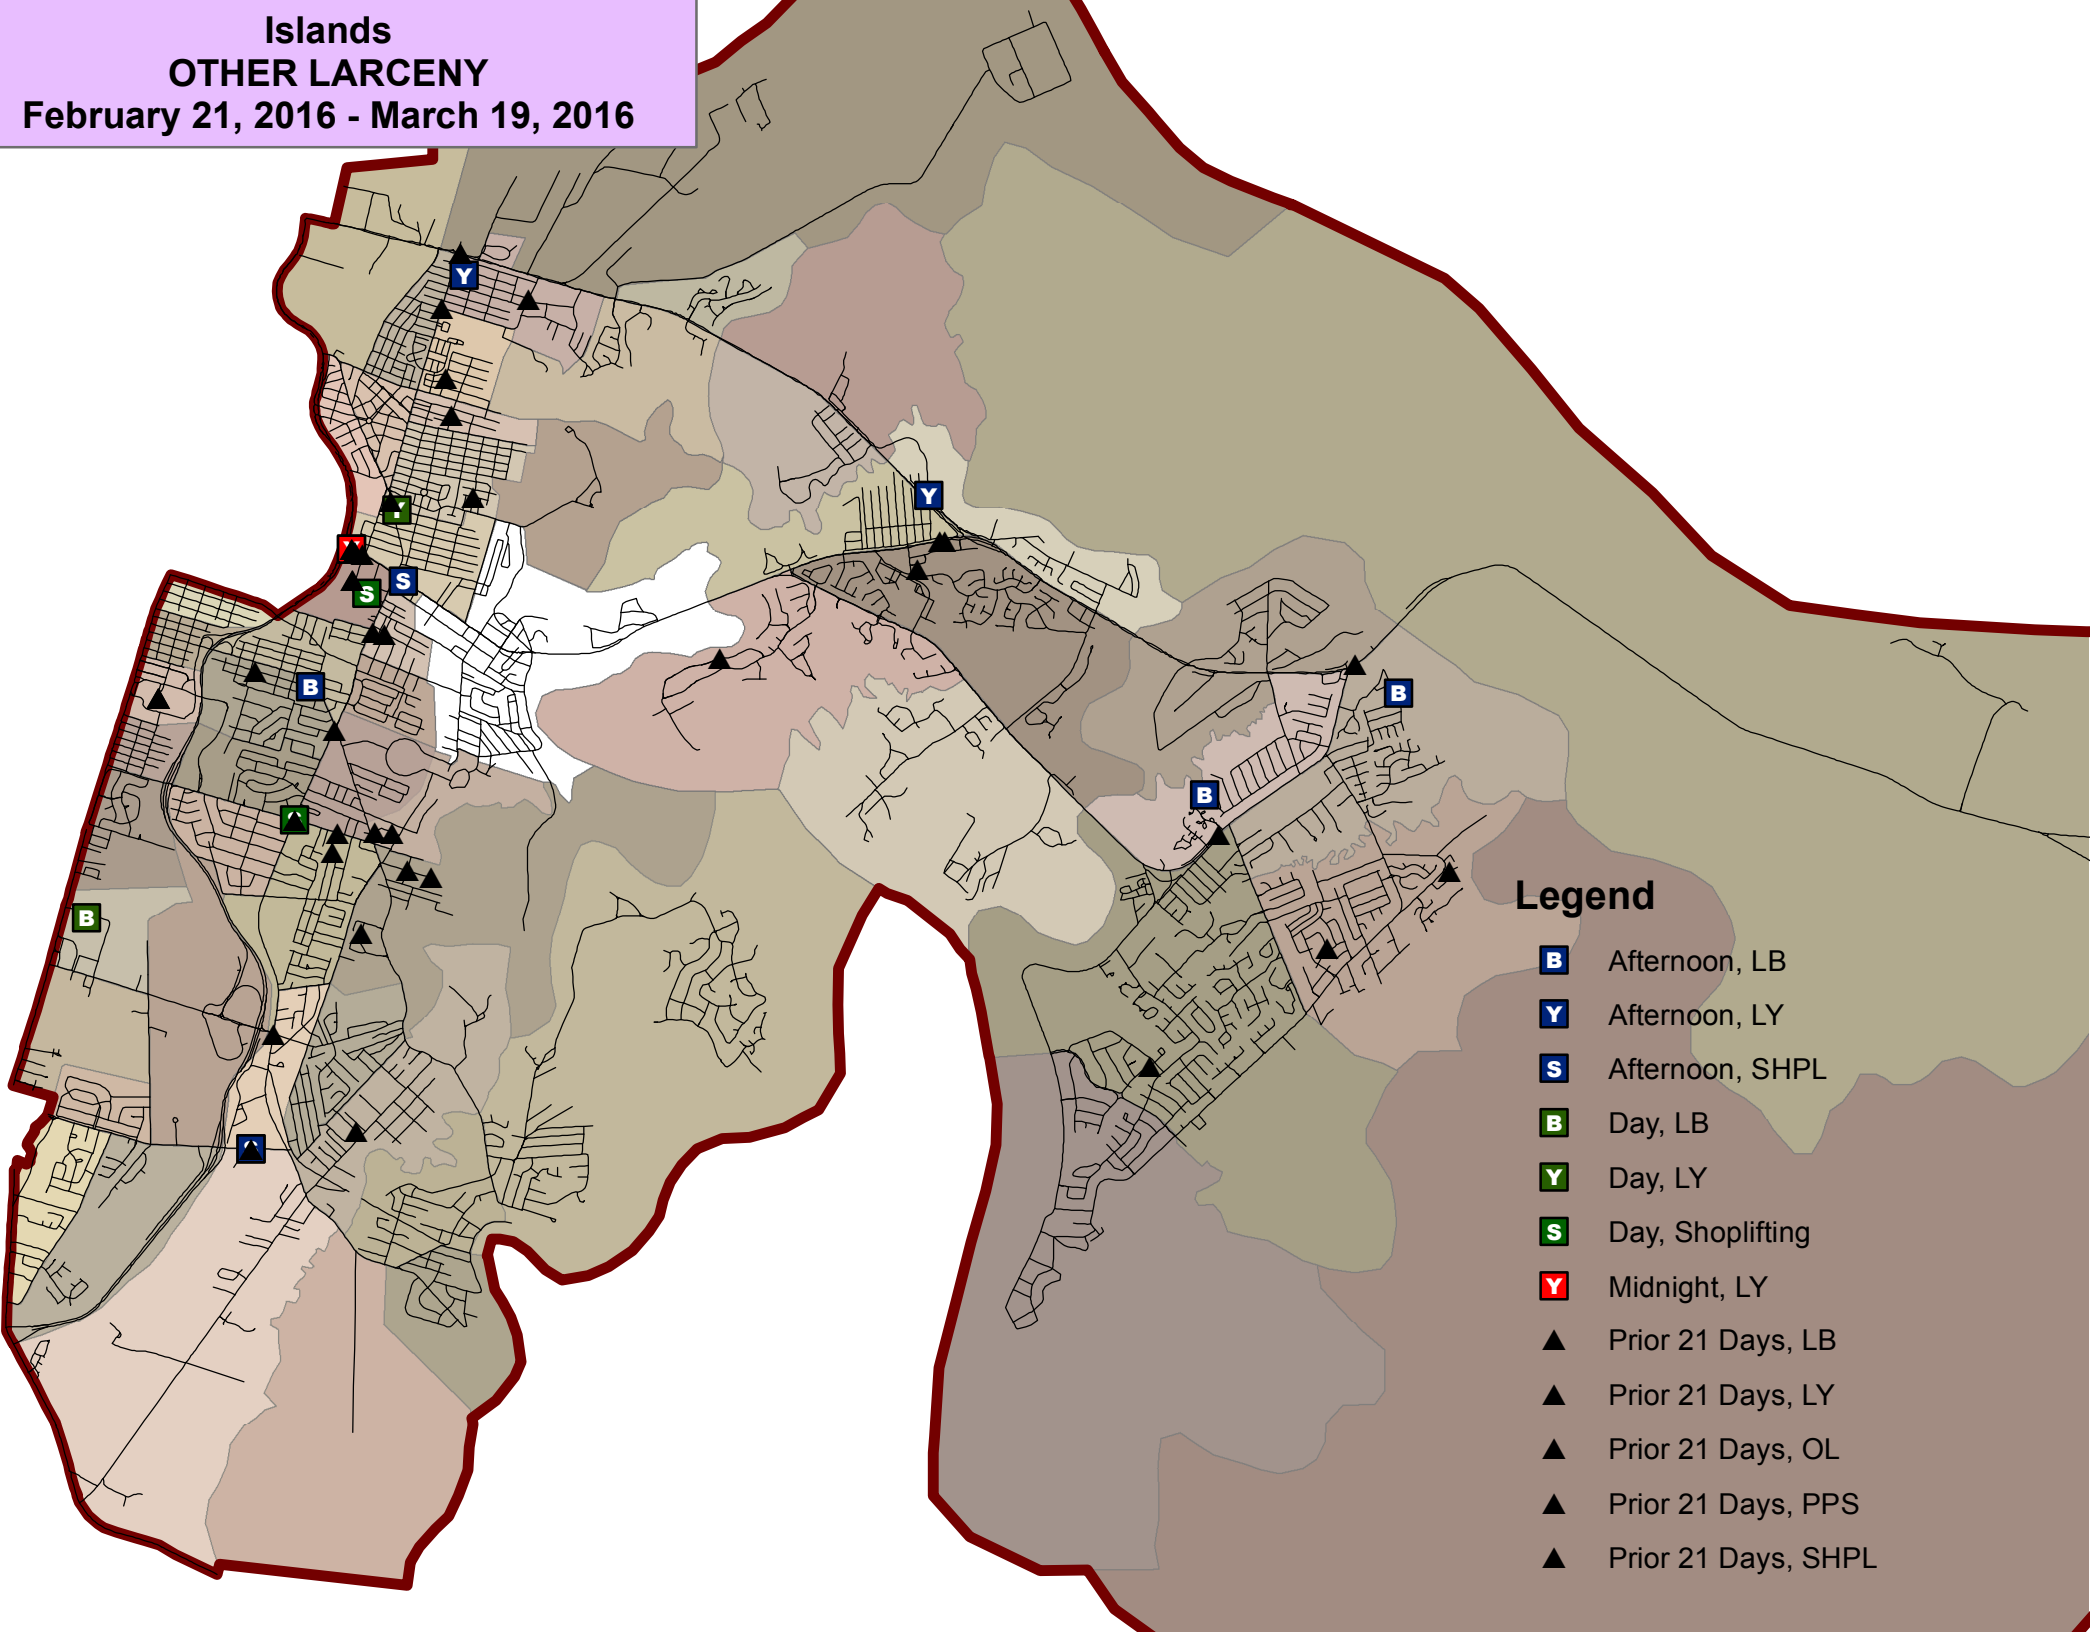 Islands
OTHER LARCENY
February 21, 2016 - March 19, 2016
Y
Y
Y
S
S
B
B
B
B
Legend
B Afternoon, LB
Y Afternoon, LY
S Afternoon, SHPL
B Day, LB
Y Day, LY
S Day, Shoplifting
Y Midnight, LY
Prior 21 Days, LB
Prior 21 Days, LY
Prior 21 Days, OL
Prior 21 Days, PPS
Prior 21 Days, SHPL